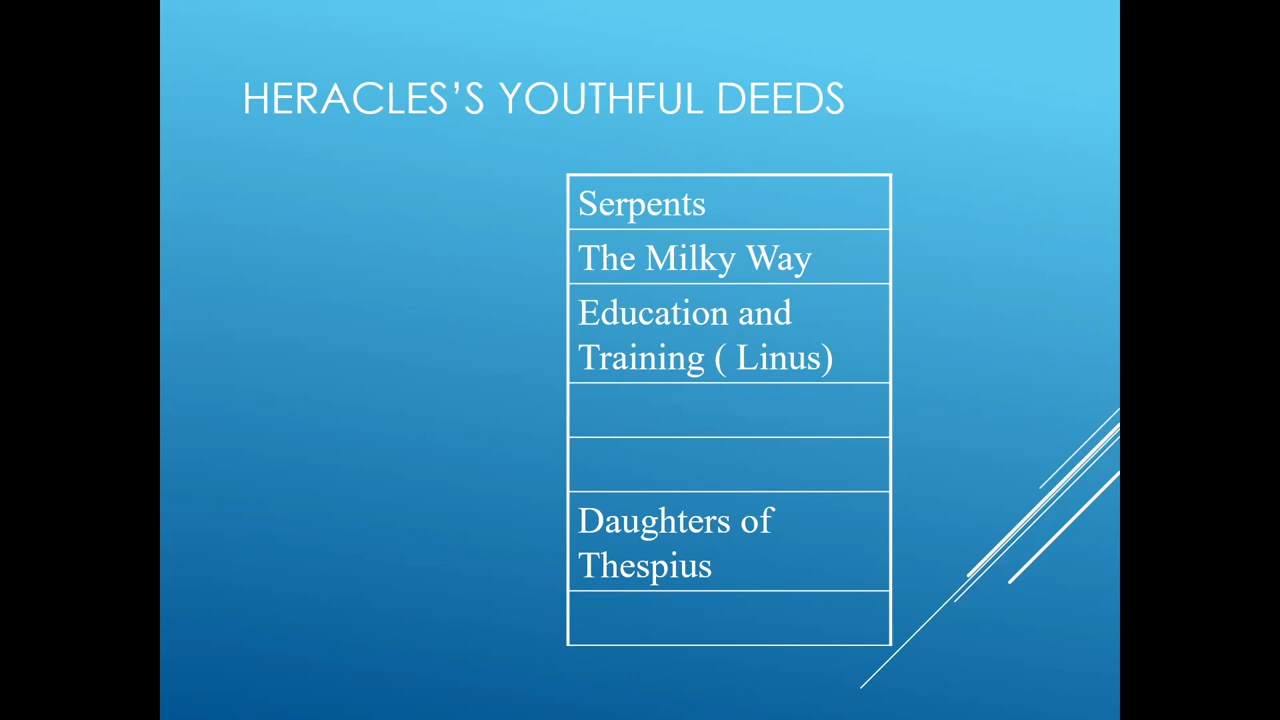 HERACLES’S YOUTHFUL DEEDS
Serpents
The Milky Way
Education and
Training ( Linus)
Daughters of
Thespius